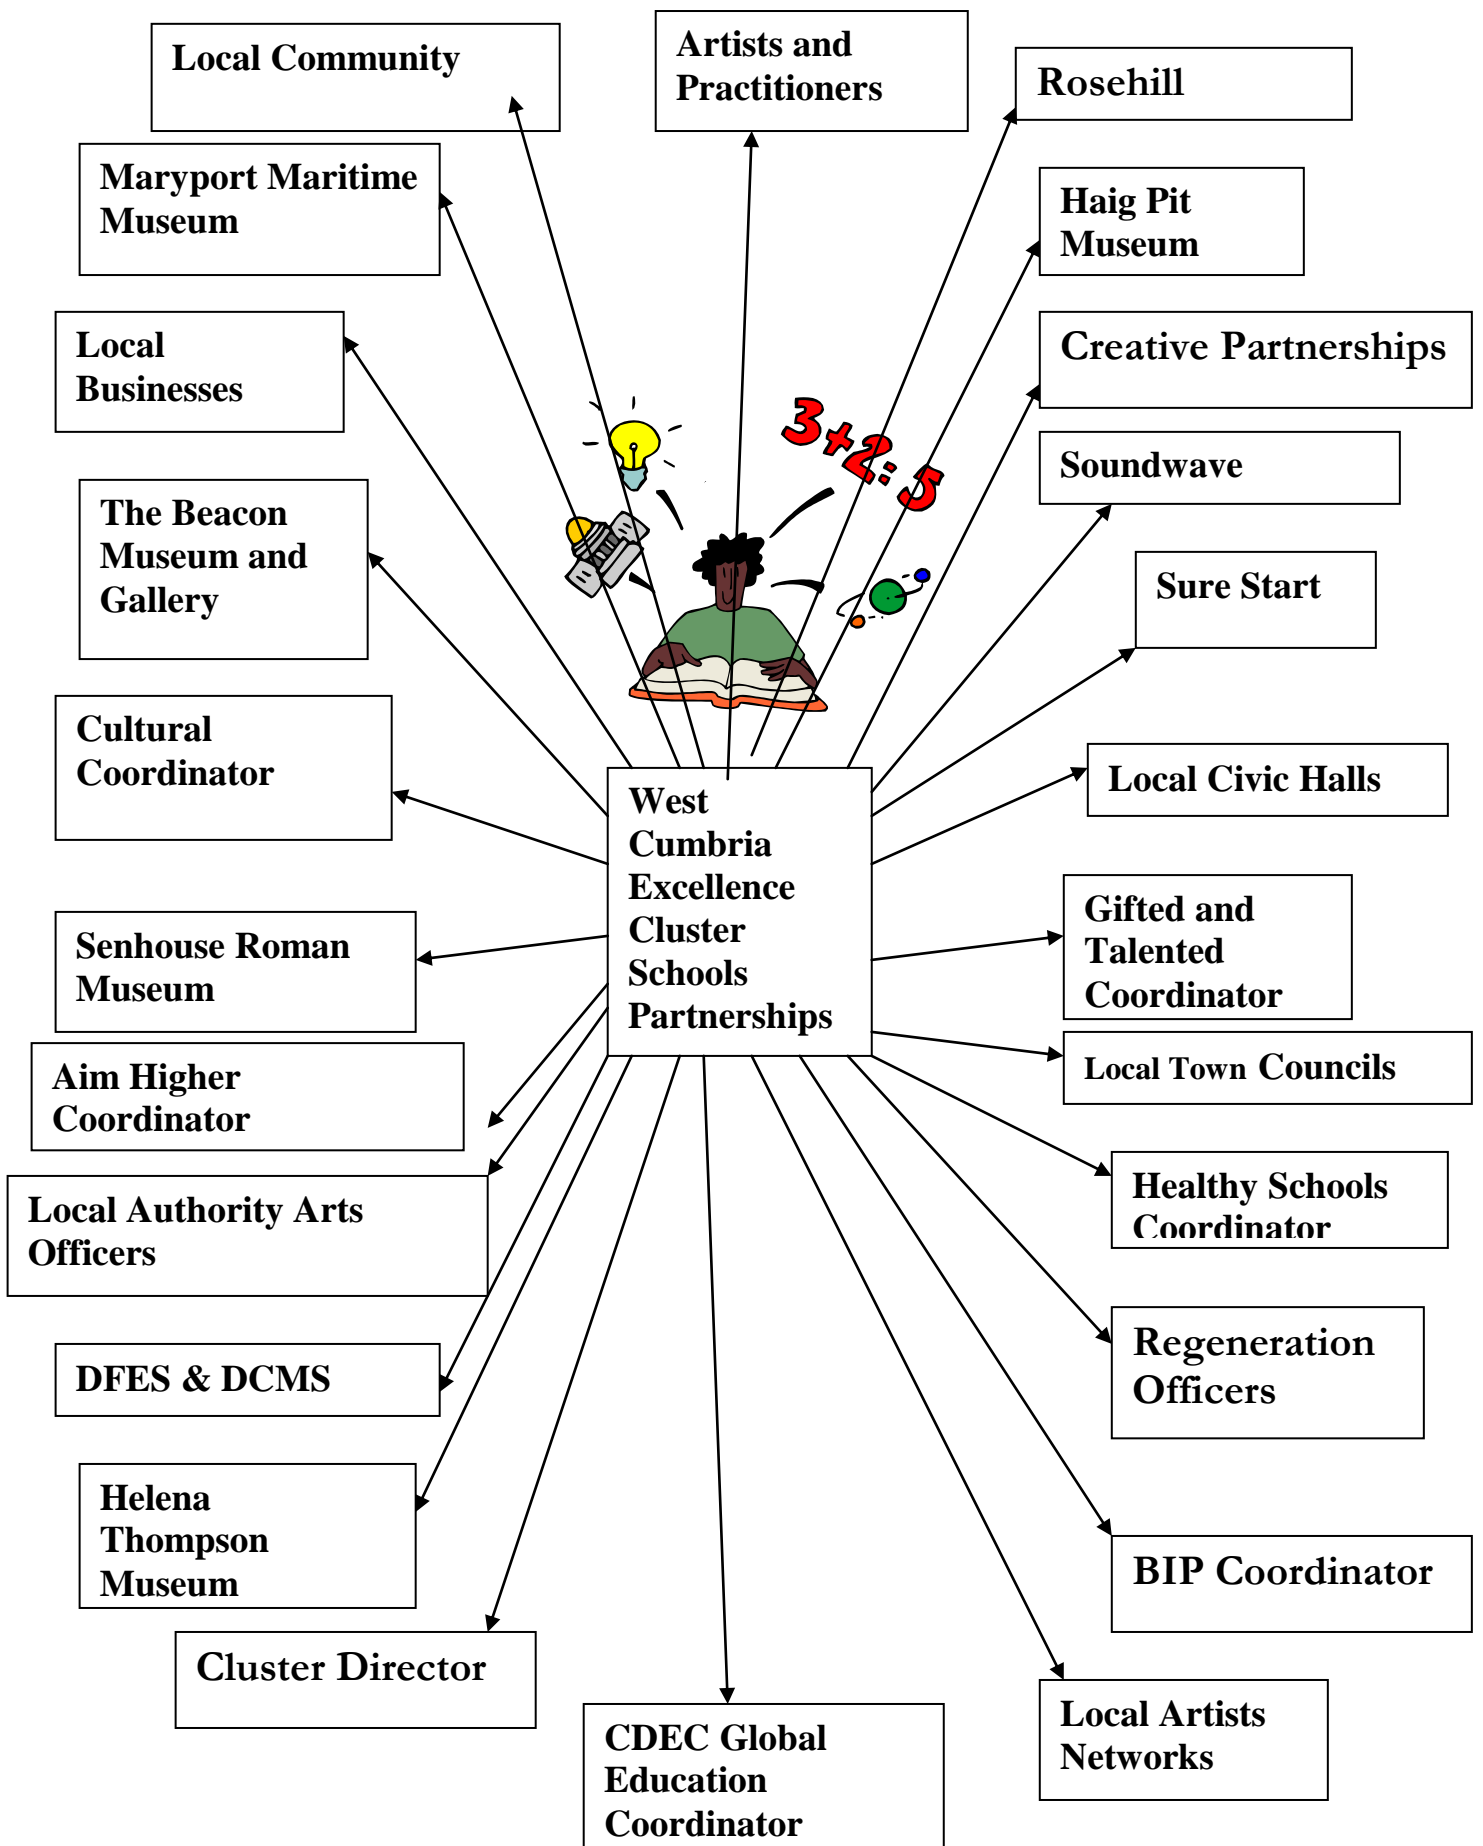 Local Community
Artists and
Practitioners
Rosehill
Maryport Maritime
Museum
Haig Pit
Museum
Local
Businesses
Creative Partnerships
3+2=5
Soundwave
The Beacon
Museum and
Gallery
Sure Start
Cultural
Coordinator
Local Civic Halls
West
Cumbria
Excellence
Cluster
Schools
Partnerships
Gifted and
Talented
Coordinator
Senhouse Roman
Museum
Local Town Councils
Aim Higher
Coordinator
Healthy Schools
Coordinator
Local Authority Arts
Officers
Regeneration
Officers
DFES & DCMS
Helena
Thompson
Museum
BIP Coordinator
Cluster Director
Local Artists
Networks
CDEC Global
Education
Coordinator